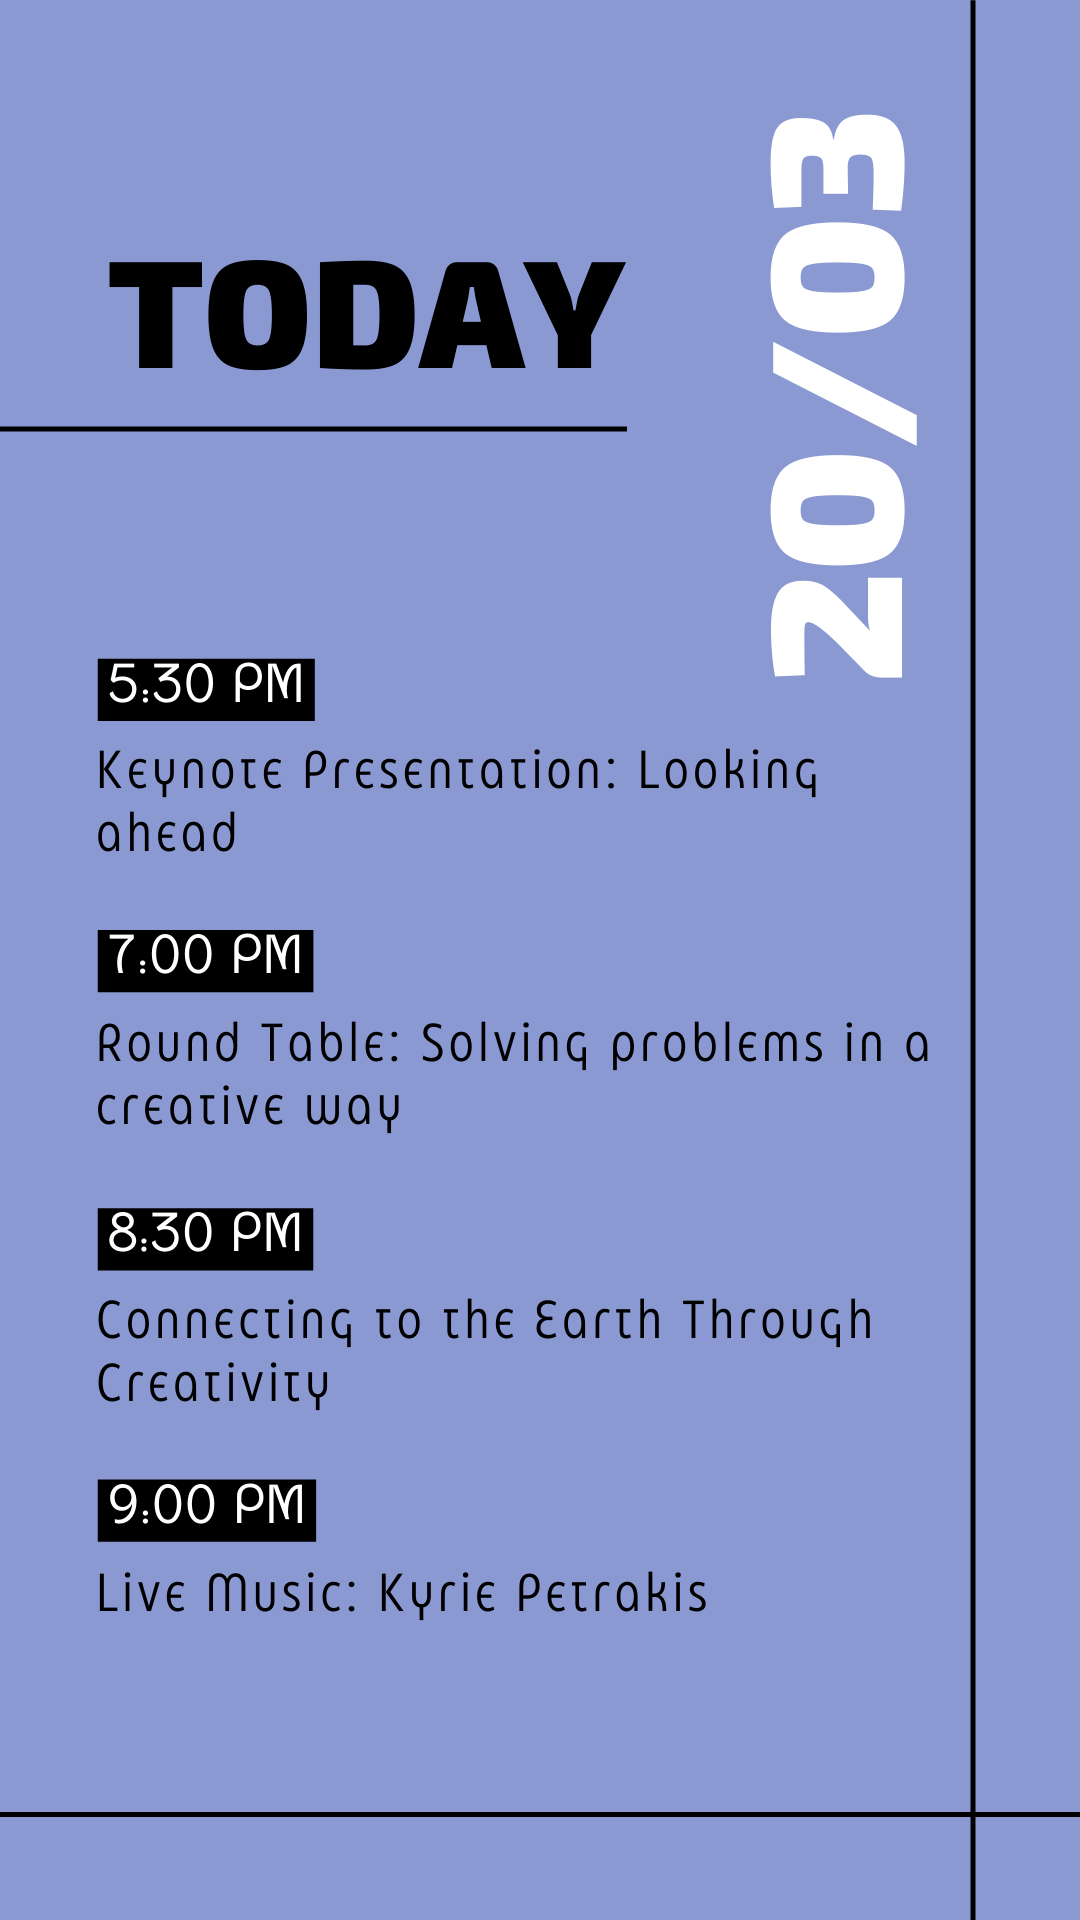 TODAY
20/03
5:30 PM
Keynote Presentation: Looking
ahead
7:00 PM
Round Table: Solving problems in a
creative way
8:30 PM
Connecting to the Earth Through
Creativity
9:00 PM
Live Music: Kyrie Petrakis